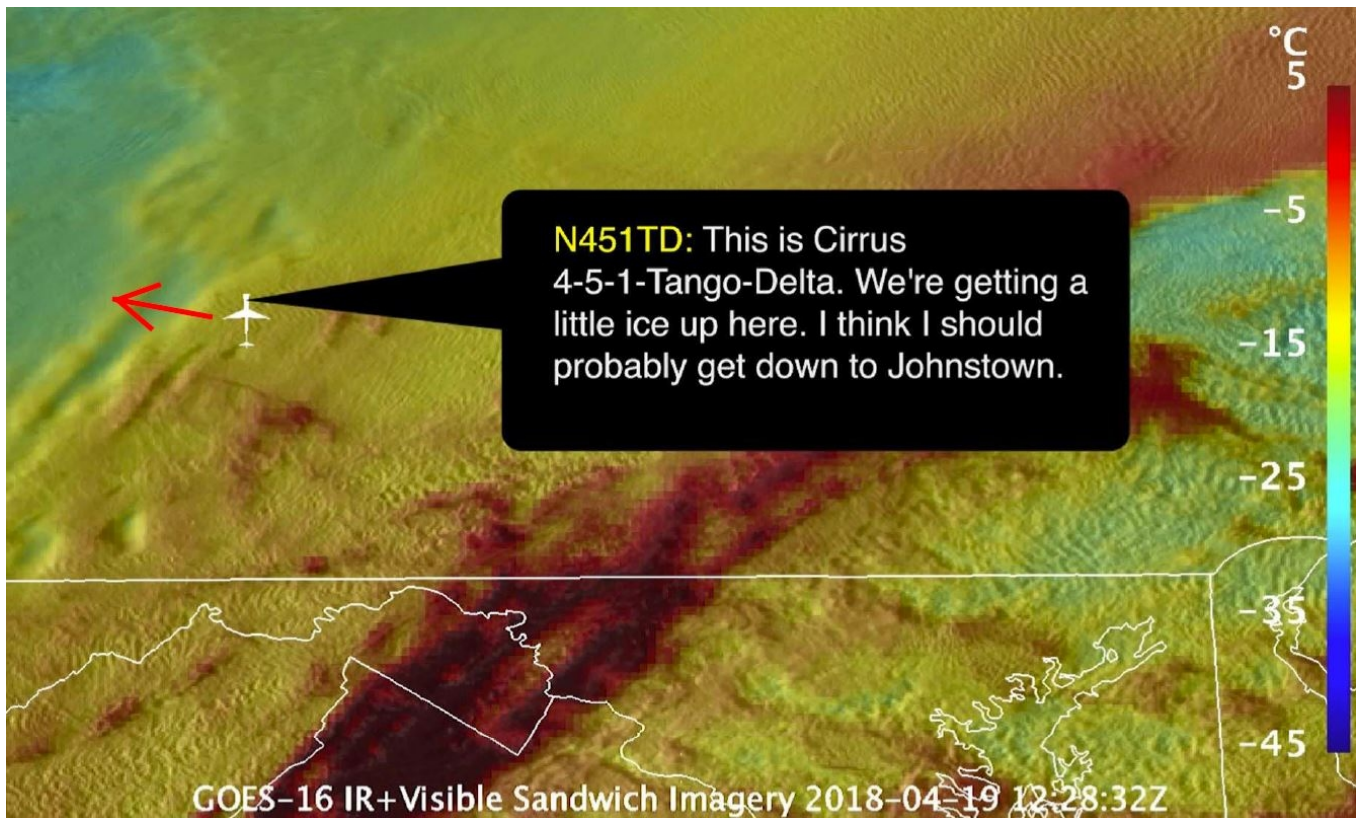 °C
5
N451TD: This is Cirrus
4-5-1-Tango-Delta. We're getting a
little ice up here. I think I should
probably get down to Johnstown.
-5
-15
-25
-35
-45
GOES-16 IR+Visible Sandwich Imagery 2018-04-19 12:28:32Z